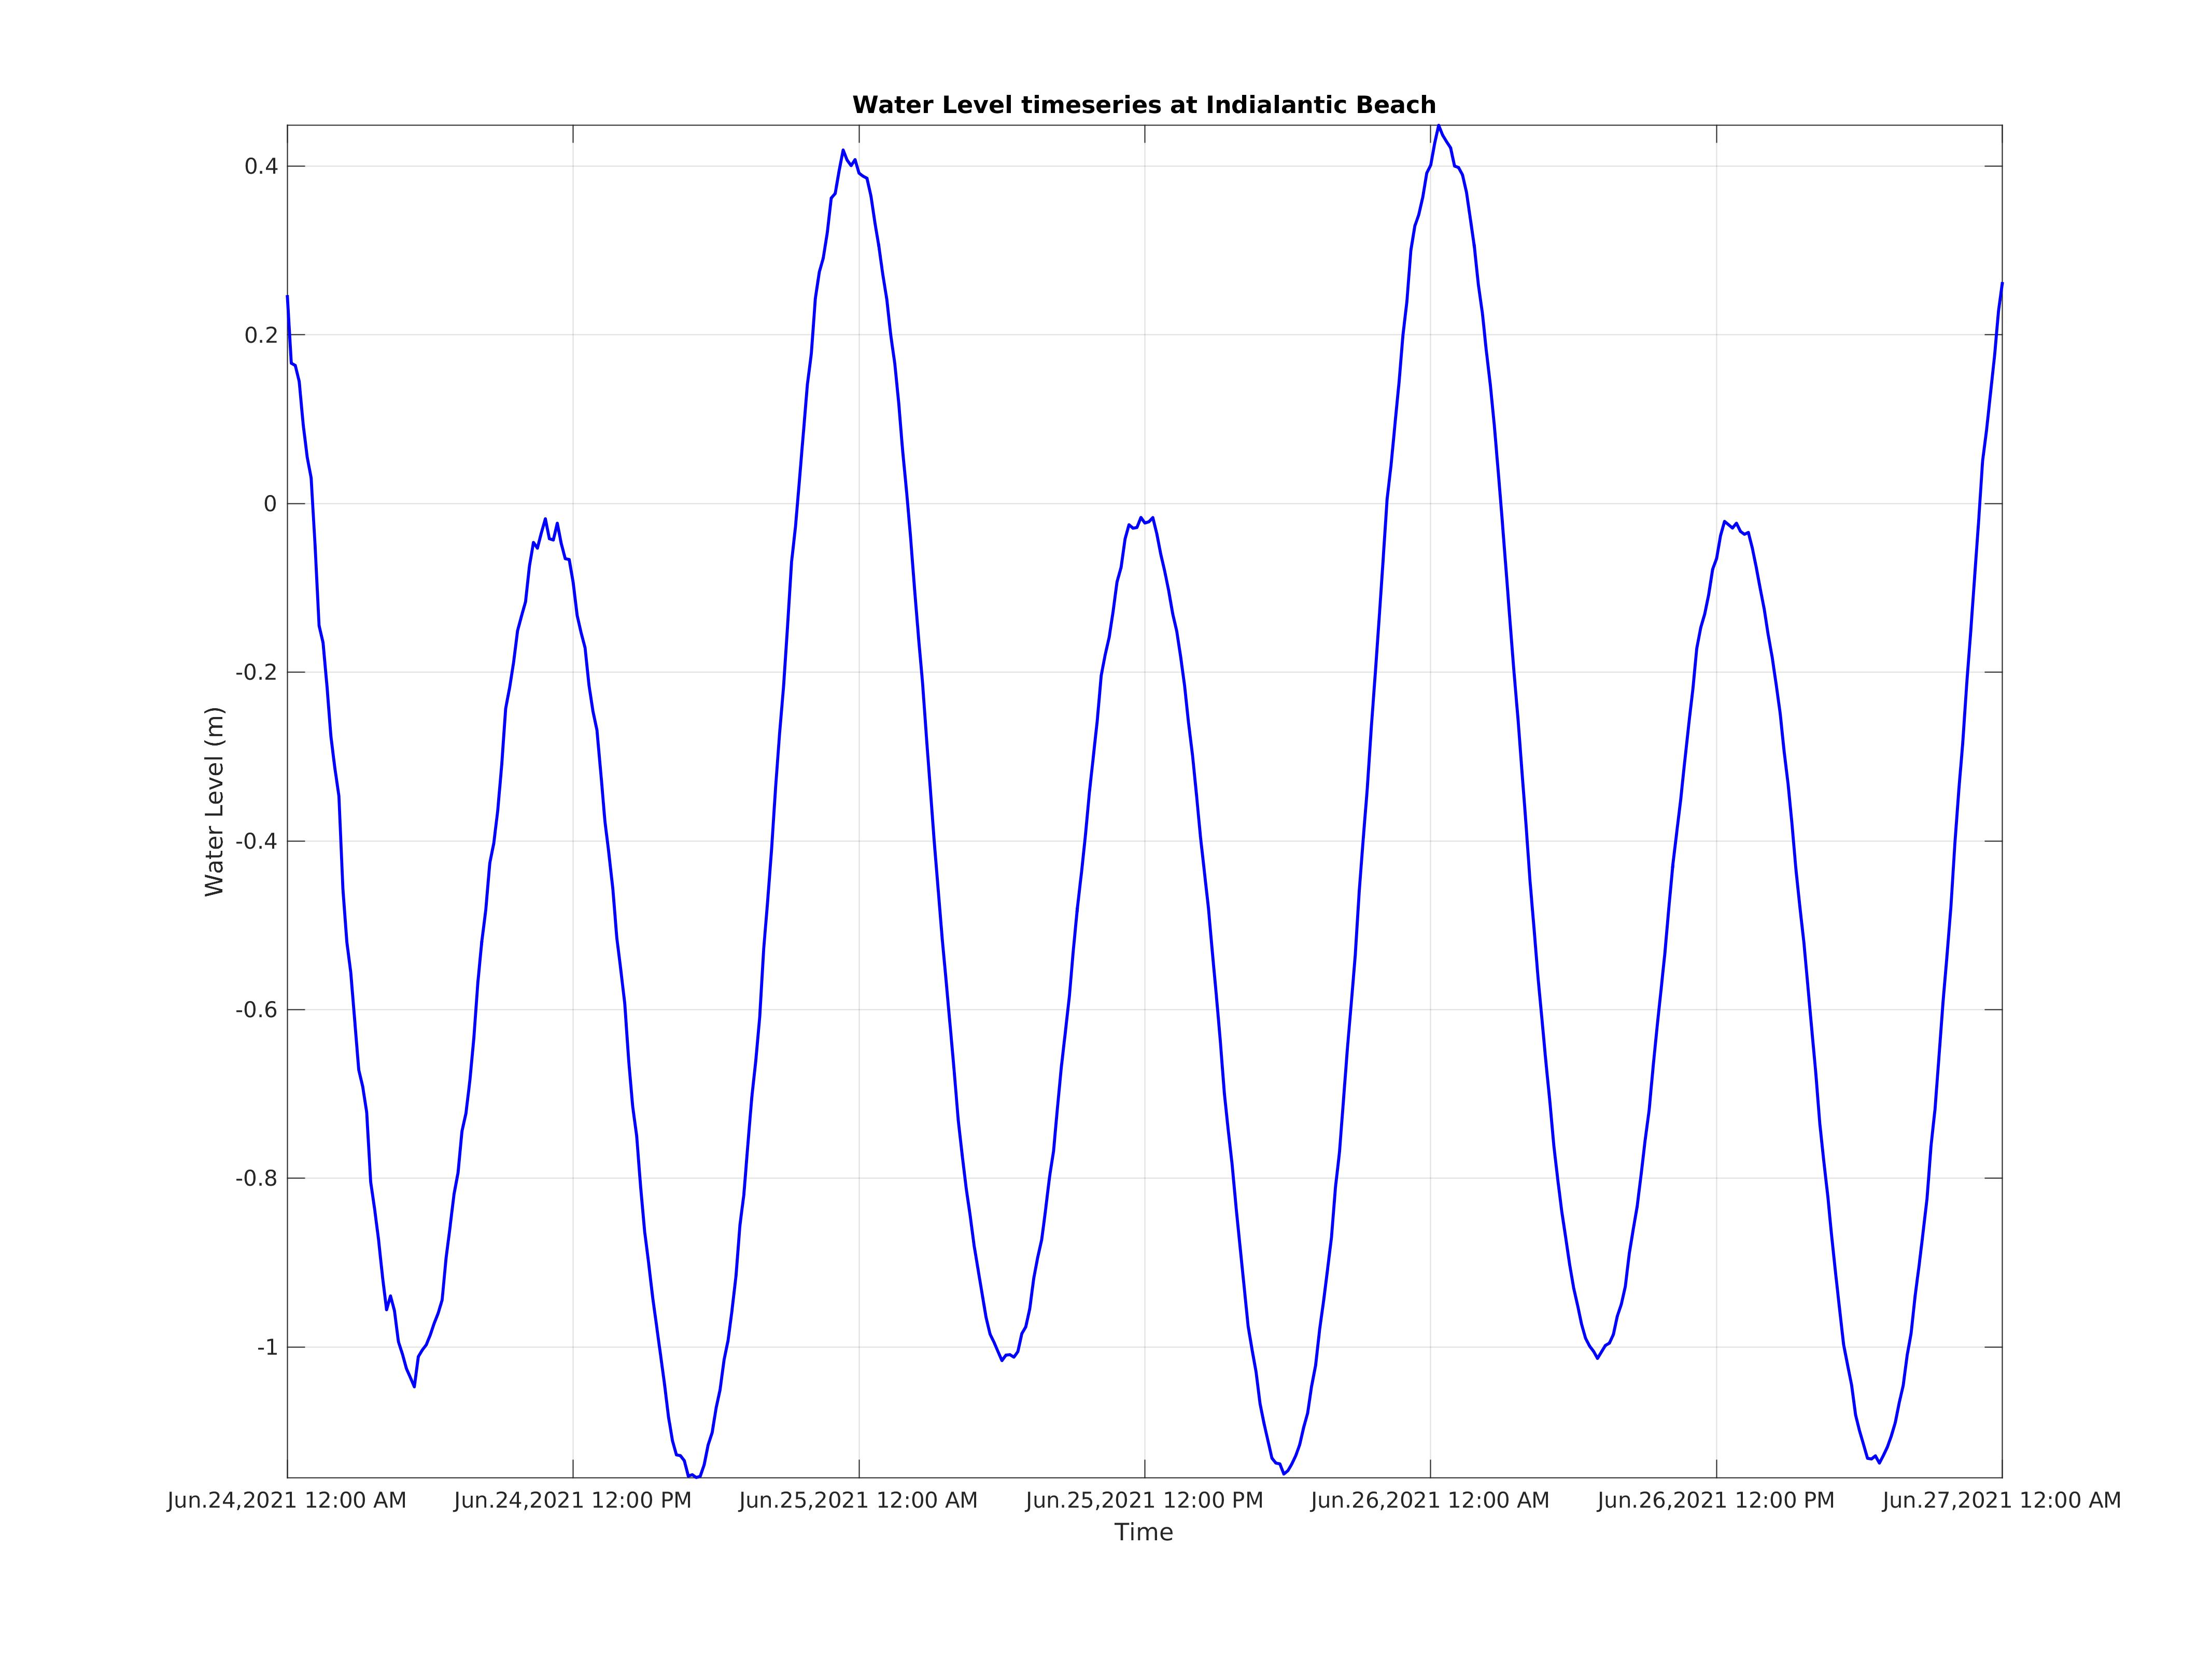 Water Level timeseries at Indialantic Beach
0.4
0.2
0
-0.2
-0.4
-0.6
-0.8
-1
Water Level (m)
Jun.24,2021 12:00 AM Jun.24,2021 12:00 PM Jun.25,2021 12:00 AM Jun.25,2021 12:00 PM Jun.26,2021 12:00 AM Jun.26,2021 12:00 PM Jun.27,2021 12:00 AM
Time